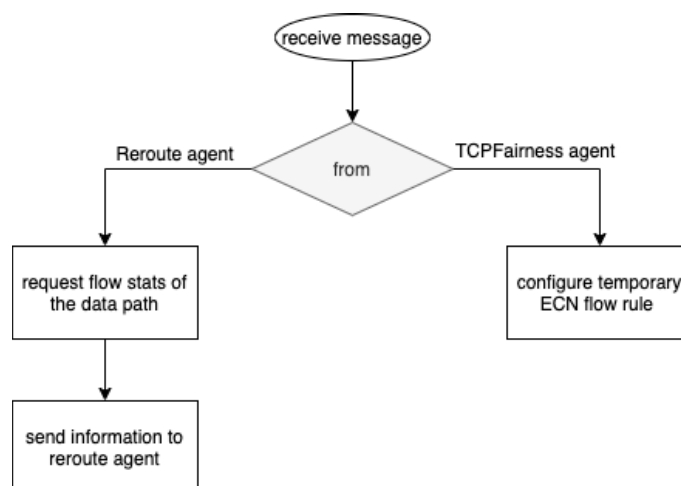 receive message
Reroute agent
TCPFairness agent
from
request flow stats of
the data path
configure temporary
ECN flow rule
send information to
reroute agent